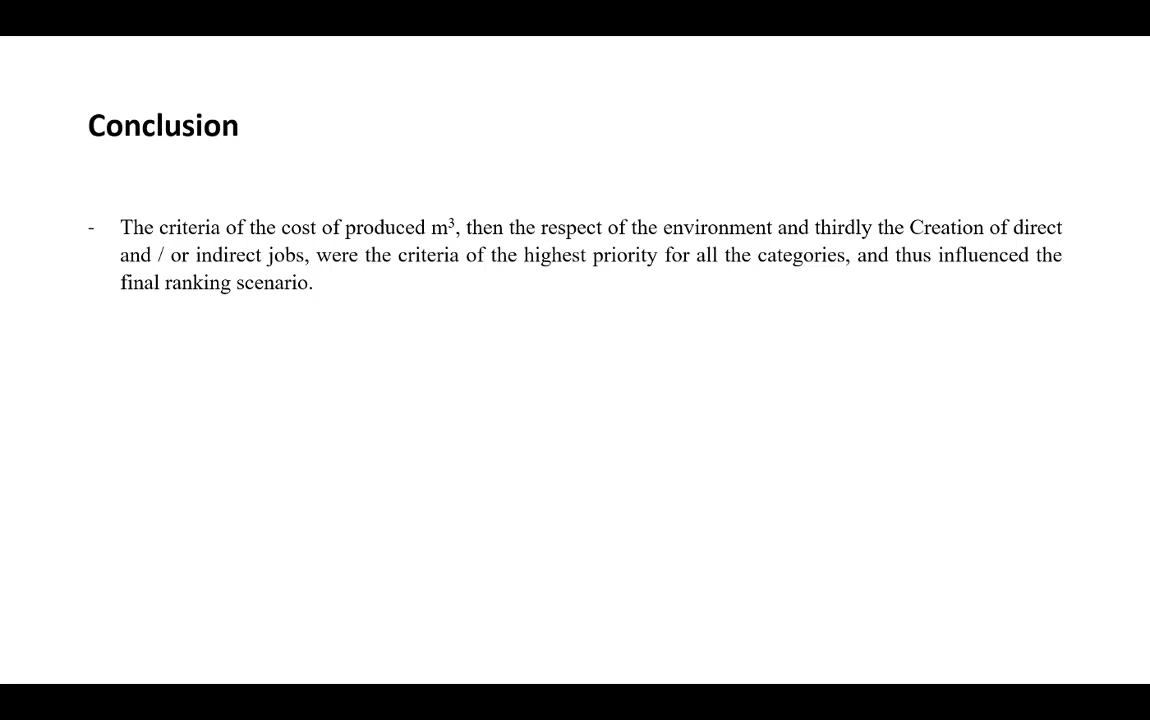 Conclusion
- The criteria of the cost of produced m³, then the respect of the environment and thirdly the Creation of direct
and / or indirect jobs, were the criteria of the highest priority for all the categories, and thus influenced the
final ranking scenario.